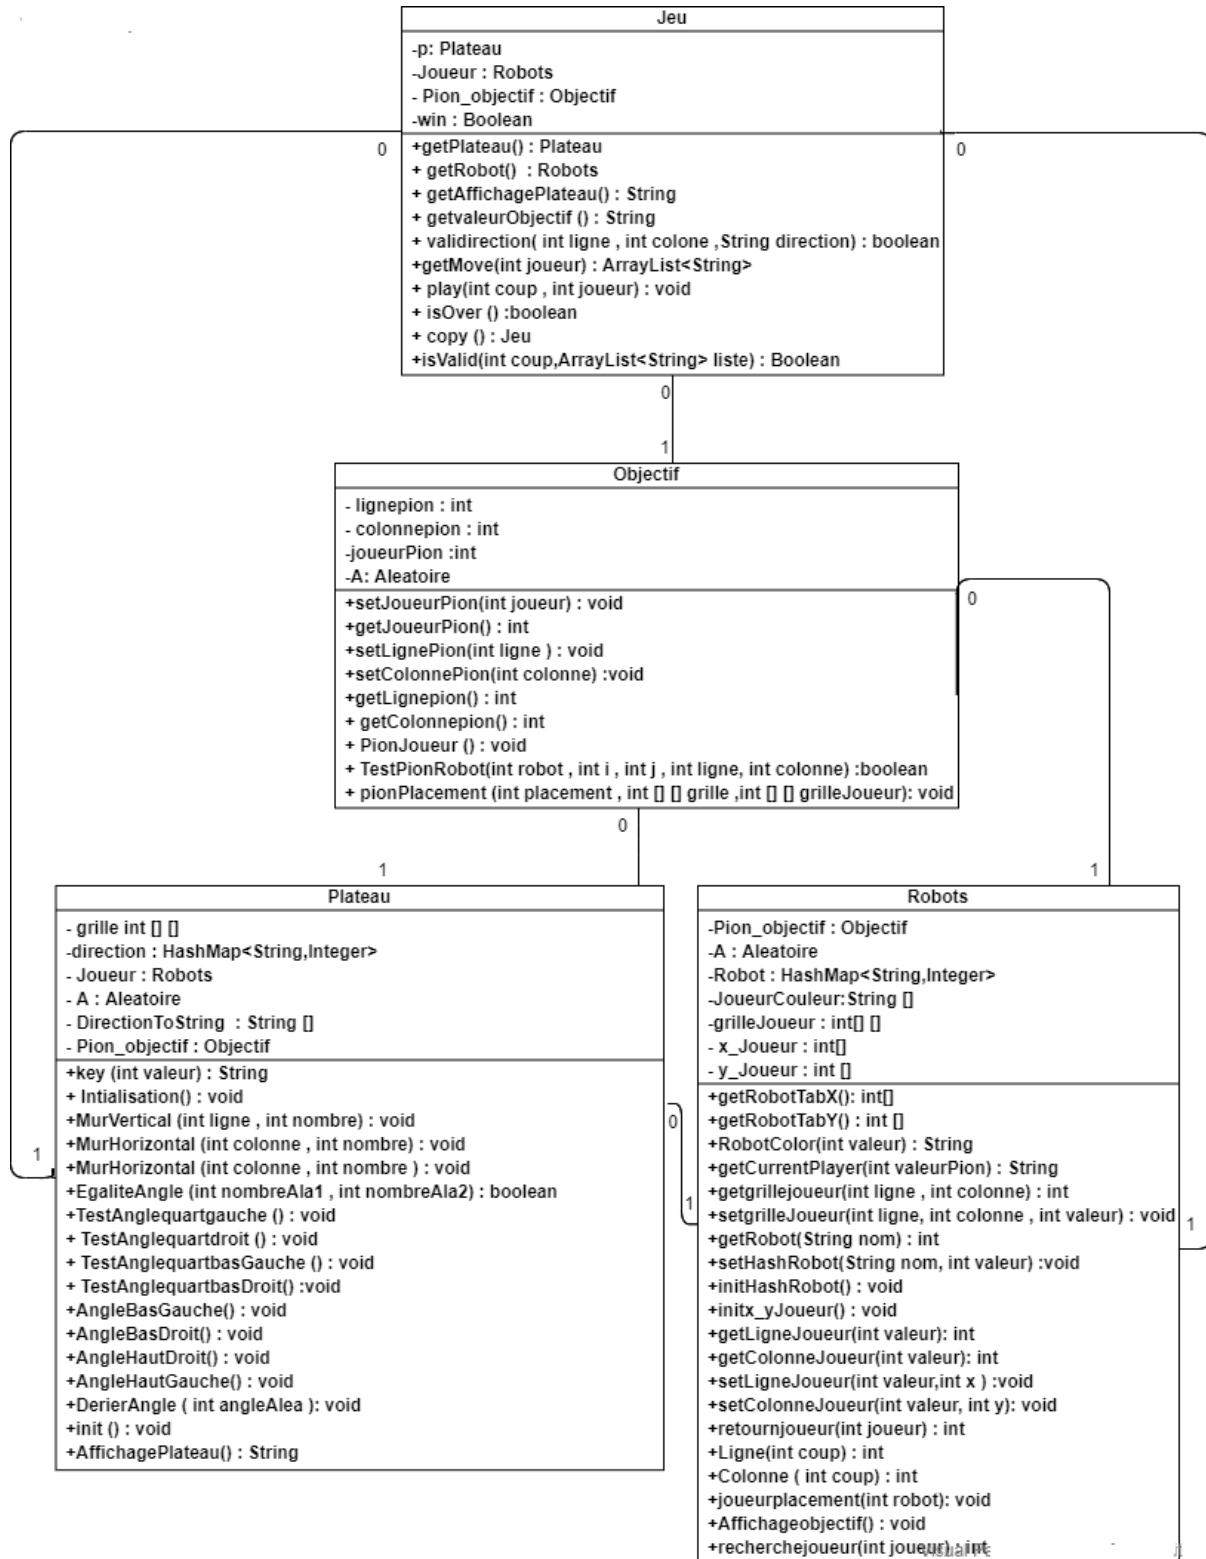 Jeu
-p: Plateau
-Joueur : Robots
- Pion_objectif : Objectif
-win : Boolean
0
0
+getPlateau() : Plateau
+ getRobot() : Robots
+ getAffichagePlateau() : String
+ getvaleurObjectif () : String
+ validirection( int ligne , int colone ,String direction) : boolean
+getMove(int joueur) : ArrayList<String>
+ play(int coup , int joueur) : void
+ isOver () :boolean
+ copy () : Jeu
+isValid(int coup,ArrayList<String> liste) : Boolean
0
1
Objectif
- lignepion : int
- colonnepion : int
-joueurPion :int
-A: Aleatoire
0
+setJoueurPion(int joueur) : void
+getJoueurPion() : int
+setLignePion(int ligne ) : void
+setColonnePion(int colonne) :void
+getLignepion() : int
+ getColonnepion() : int
+ PionJoueur () : void
+ TestPionRobot(int robot , int i , int j , int ligne, int colonne) :boolean
+ pionPlacement (int placement , int [] [] grille ,int [] [] grilleJoueur): void
0
1
1
Plateau
- grille int [] []
-direction : HashMap<String,Integer>
- Joueur : Robots
- A : Aleatoire
- DirectionToString : String []
- Pion_objectif : Objectif
+key (int valeur) : String
+ Intialisation() : void
+MurVertical (int ligne , int nombre) : void
+MurHorizontal (int colonne , int nombre) : void
+MurHorizontal (int colonne , int nombre ) : void
+EgaliteAngle (int nombreAla1 , int nombreAla2) : boolean
+TestAnglequartgauche () : void
+ TestAnglequartdroit () : void
+ TestAnglequartbasGauche () : void
+ TestAnglequartbasDroit() :void
+AngleBasGauche() : void
+AngleBasDroit() : void
+AngleHautDroit() : void
+AngleHautGauche() : void
+DerierAngle ( int angleAlea ): void
+init () : void
+AffichagePlateau() : String
1
0
1
1
Robots
-Pion_objectif : Objectif
-A : Aleatoire
-Robot : HashMap<String,Integer>
-JoueurCouleur: String []
-grilleJoueur : int[] []
- x_Joueur : int[]
- y_Joueur : int []
+getRobotTabX(): int[]
+getRobotTabY() : int []
+RobotColor(int valeur) : String
+getCurrentPlayer(int valeurPion) : String
+getgrillejoueur(int ligne , int colonne) : int
+setgrilleJoueur(int ligne, int colonne , int valeur) : void
+getRobot(String nom) : int
+setHashRobot(String nom, int valeur) :void
+initHashRobot() : void
+initx_yJoueur() : void
+getLigneJoueur(int valeur): int
+getColonneJoueur(int valeur): int
+setLigneJoueur(int valeur,int x ) :void
+setColonneJoueur(int valeur, int y): void
+retournjoueur(int joueur) : int
+Ligne(int coup) : int
+Colonne ( int coup) : int
+joueurplacement(int robot): void
+Affichageobjectif() : void
+recherchejoueur(int joueur) : int